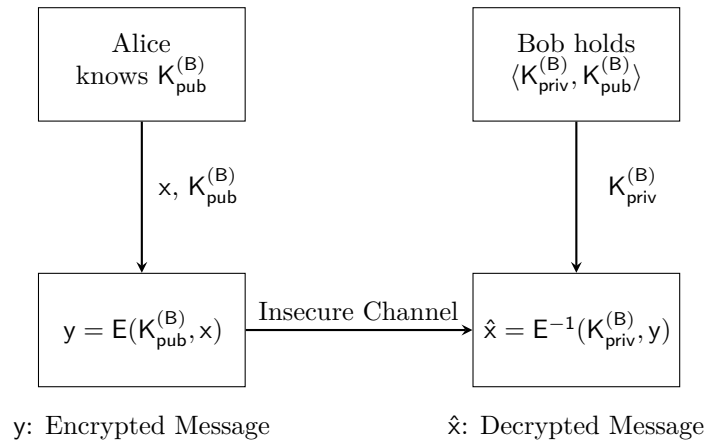 Alice
knows K_pub^(B)
Bob holds
⟨K_priv^(B), K_pub^(B)⟩
x, K_pub^(B)
K_priv^(B)
y = E(K_pub^(B), x)
Insecure Channel
x̂ = E^−1(K_priv^(B), y)
y: Encrypted Message
x̂: Decrypted Message